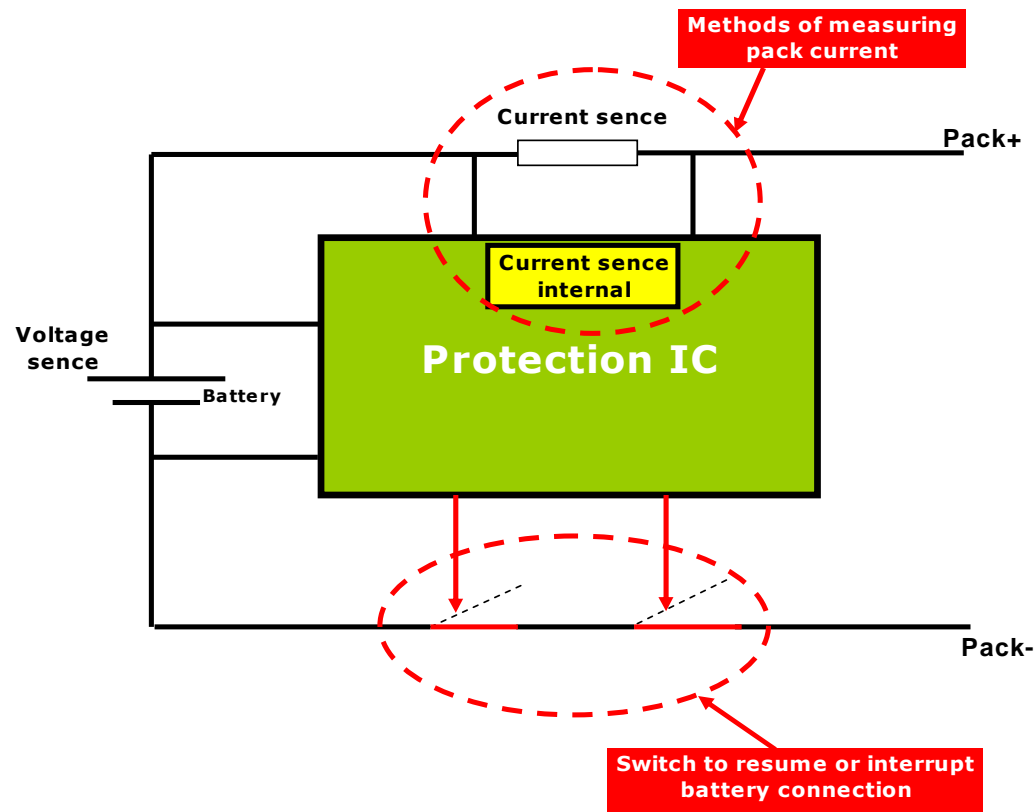 Methods of measuring
pack current
Current sence
Pack+
Current sence
internal
Voltage
sence
Protection IC
Battery
Pack-
Switch to resume or interrupt
battery connection